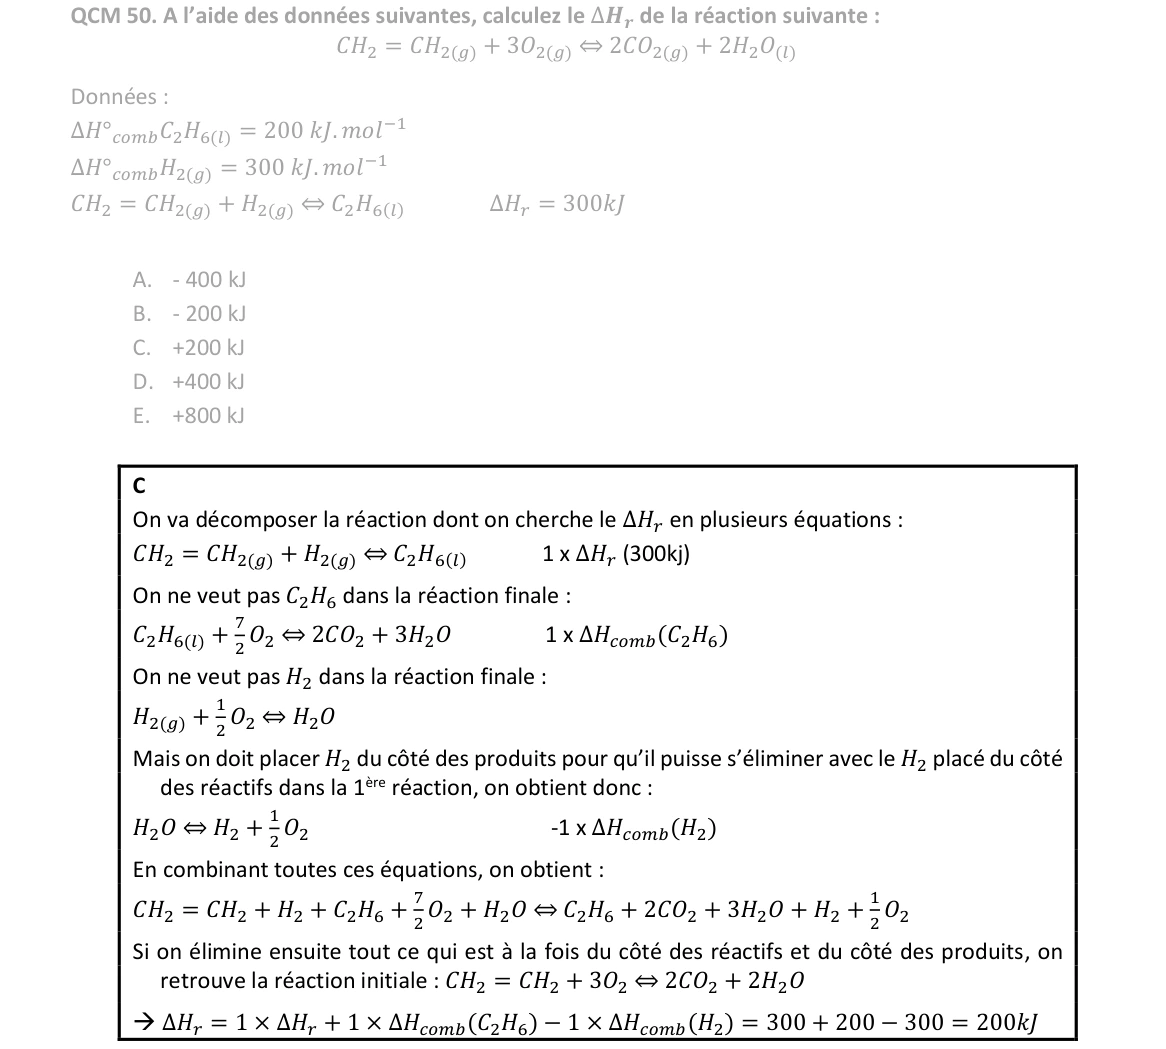 QCM 50. A l’aide des données suivantes, calculez le ΔHᵣ de la réaction suivante :
CH₂ = CH₂₍g₎ + 3O₂₍g₎ ⇔ 2CO₂₍g₎ + 2H₂O₍l₎
Données :
ΔH°comb C₂H₆₍l₎ = 200 kJ.mol⁻¹
ΔH°comb H₂₍g₎ = 300 kJ.mol⁻¹
CH₂ = CH₂₍g₎ + H₂₍g₎ ⇔ C₂H₆₍l₎ ΔHᵣ = 300kJ
A. - 400 kJ
B. - 200 kJ
C. +200 kJ
D. +400 kJ
E. +800 kJ
C
On va décomposer la réaction dont on cherche le ΔHᵣ en plusieurs équations :
CH₂ = CH₂₍g₎ + H₂₍g₎ ⇔ C₂H₆₍l₎ 1 x ΔHᵣ (300kj)
On ne veut pas C₂H₆ dans la réaction finale :
C₂H₆₍l₎ + 7/2 O₂ ⇔ 2CO₂ + 3H₂O 1 x ΔHcomb(C₂H₆)
On ne veut pas H₂ dans la réaction finale :
H₂₍g₎ + 1/2 O₂ ⇔ H₂O
Mais on doit placer H₂ du côté des produits pour qu’il puisse s’éliminer avec le H₂ placé du côté
des réactifs dans la 1ère réaction, on obtient donc :
H₂O ⇔ H₂ + 1/2 O₂ -1 x ΔHcomb(H₂)
En combinant toutes ces équations, on obtient :
CH₂ = CH₂ + H₂ + C₂H₆ + 7/2 O₂ + H₂O ⇔ C₂H₆ + 2CO₂ + 3H₂O + H₂ + 1/2 O₂
Si on élimine ensuite tout ce qui est à la fois du côté des réactifs et du côté des produits, on
retrouve la réaction initiale : CH₂ = CH₂ + 3O₂ ⇔ 2CO₂ + 2H₂O
→ ΔHᵣ = 1 × ΔHᵣ + 1 × ΔHcomb(C₂H₆) − 1 × ΔHcomb(H₂) = 300 + 200 − 300 = 200kJ